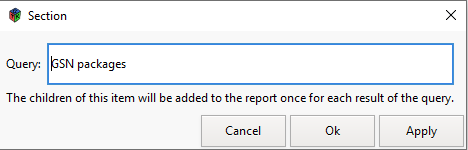 Section
Query: GSN packages
The children of this item will be added to the report once for each result of the query.
Cancel Ok Apply